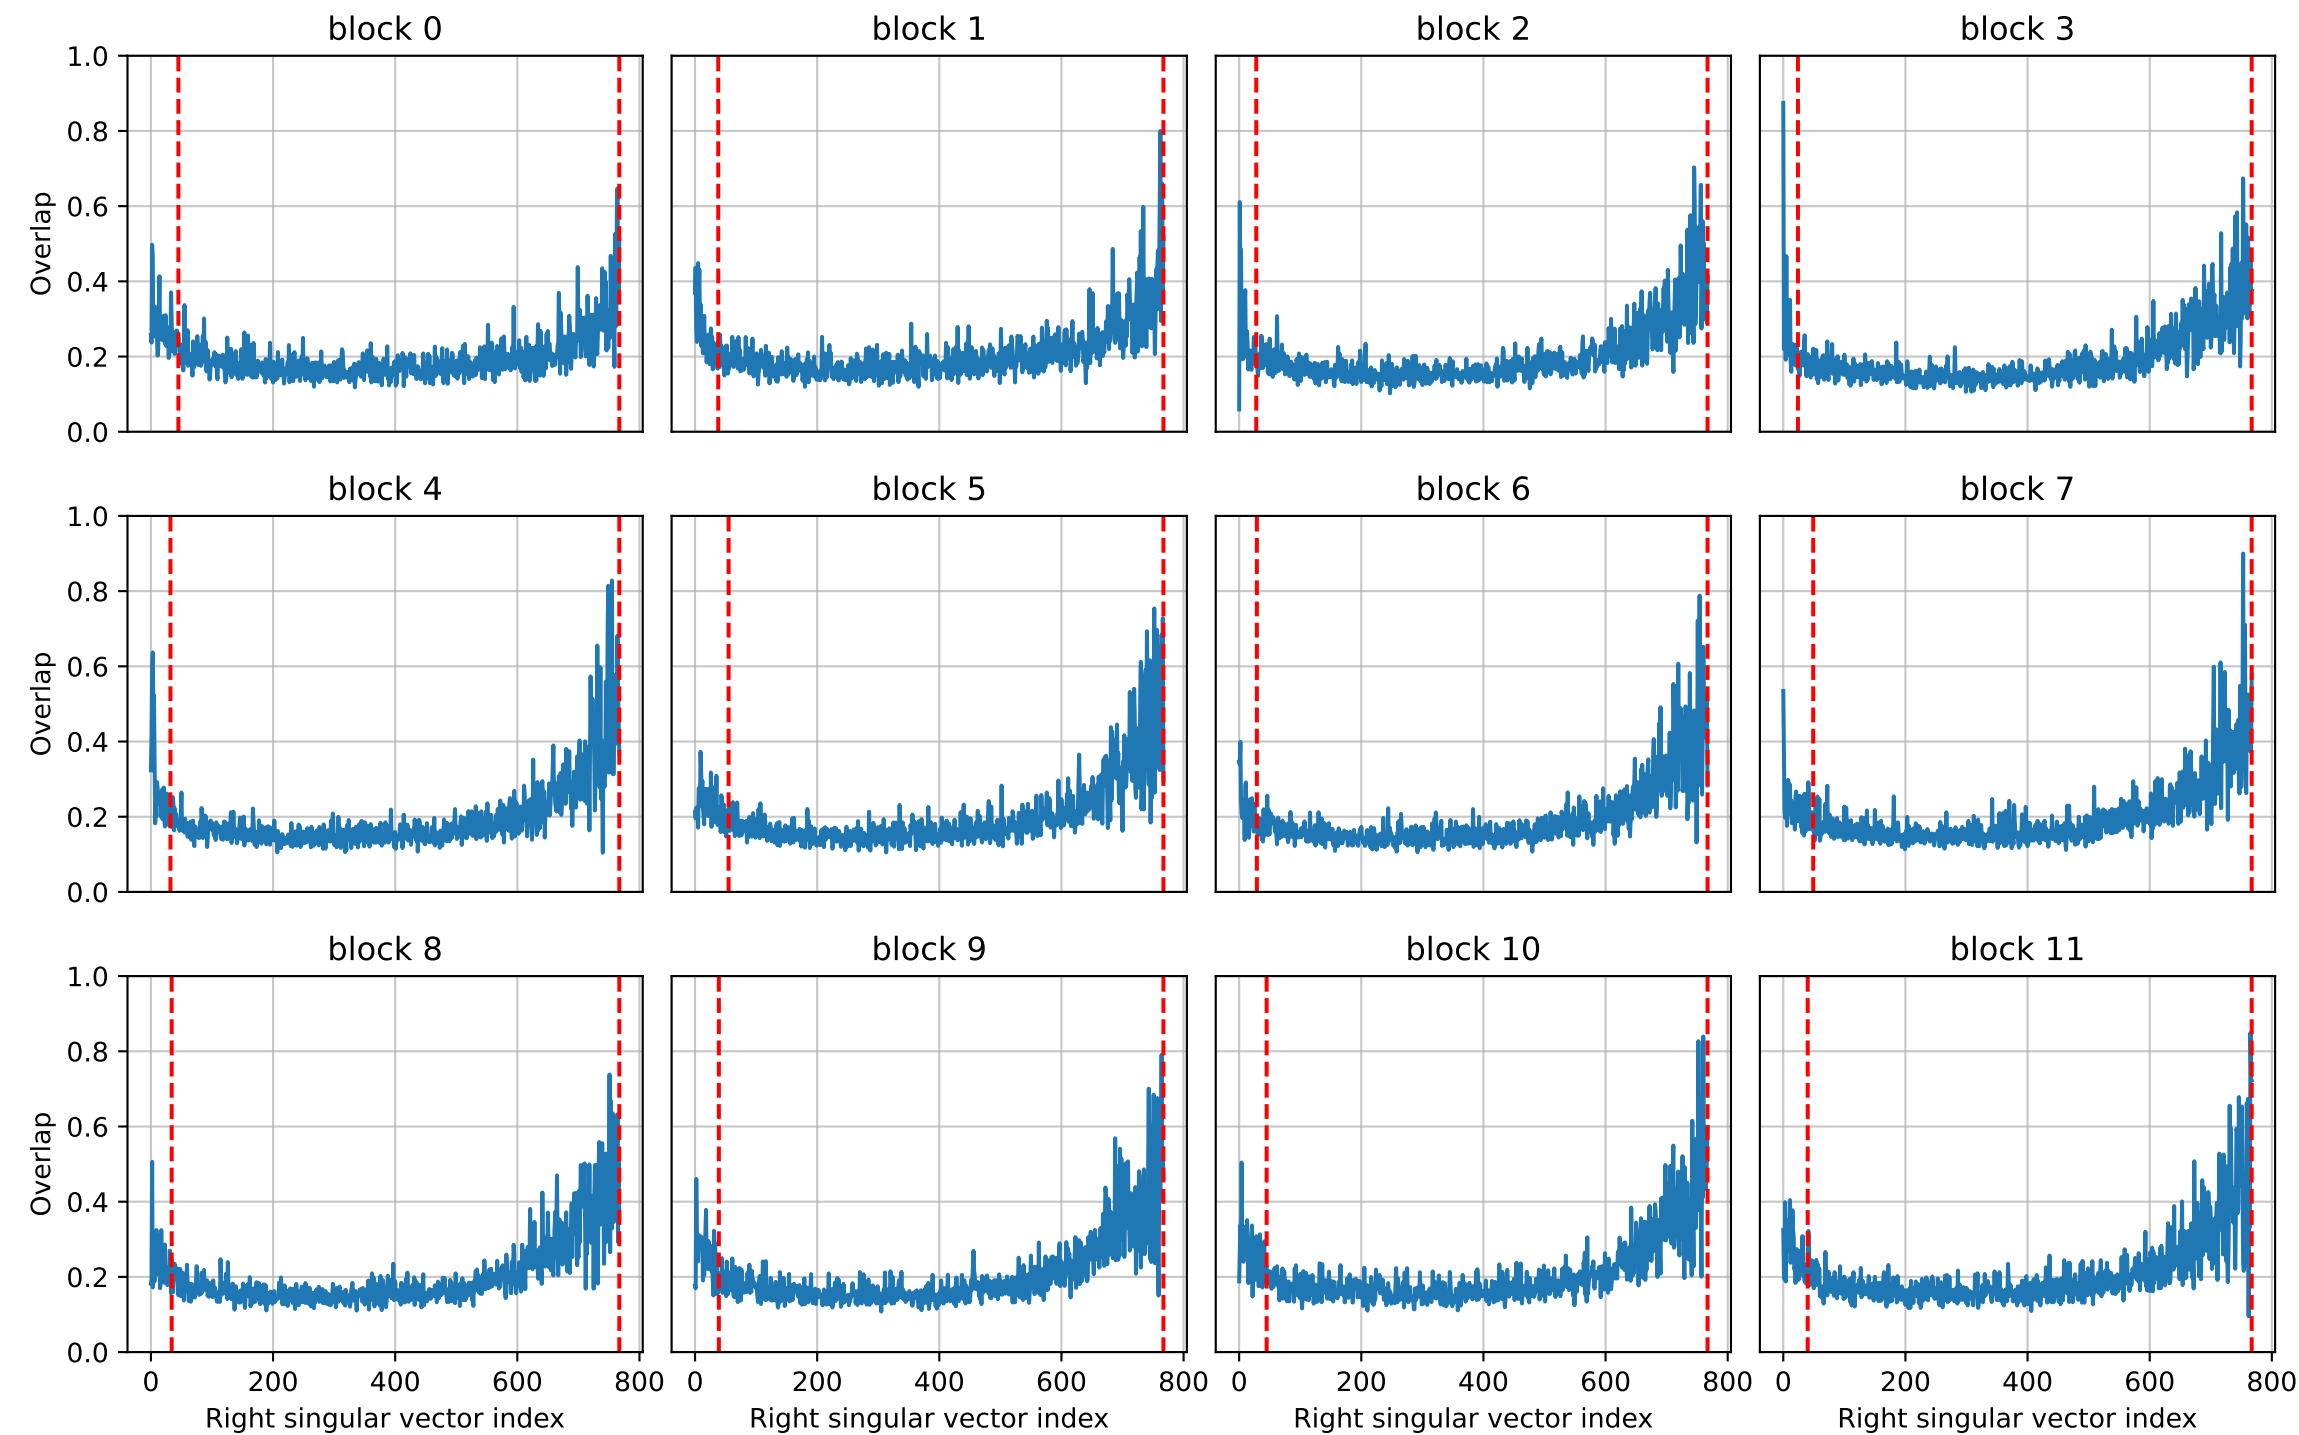 block 0
block 1
block 2
block 3
1.0
0.8
0.6
0.4
0.2
0.0
Overlap
block 4
block 5
block 6
block 7
1.0
0.8
0.6
0.4
0.2
0.0
Overlap
block 8
block 9
block 10
block 11
1.0
0.8
0.6
0.4
0.2
0.0
Overlap
0 200 400 600 800
0 200 400 600 800
0 200 400 600 800
0 200 400 600 800
Right singular vector index
Right singular vector index
Right singular vector index
Right singular vector index